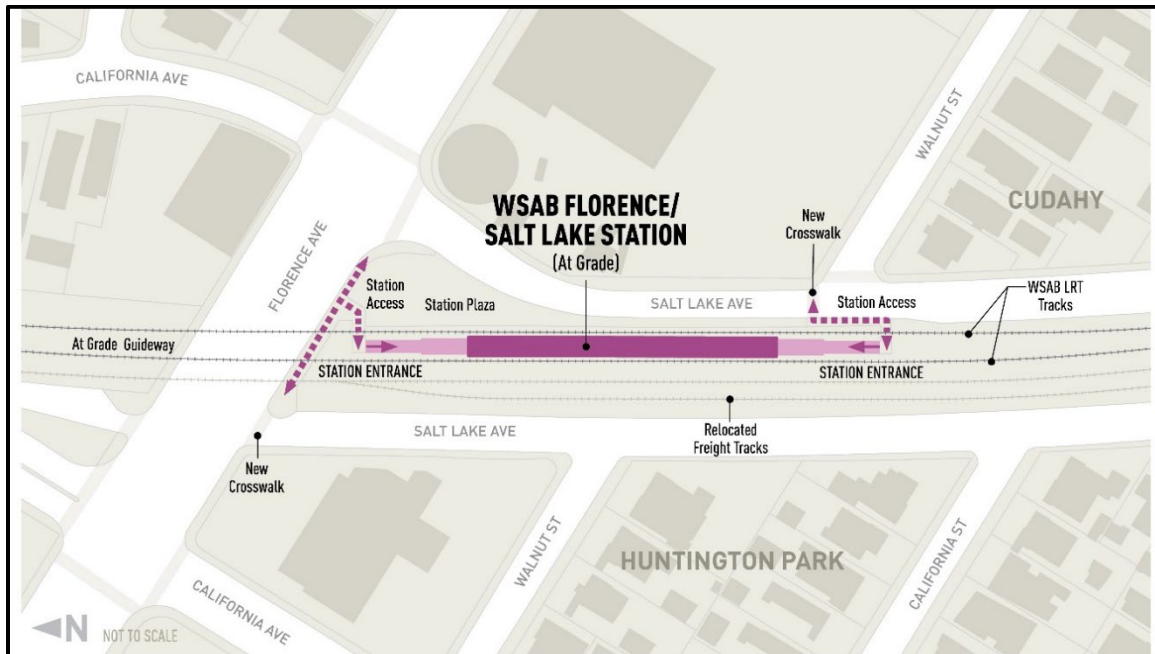 CALIFORNIA AVE
WALNUT ST
CUDAHY
WSAB FLORENCE/
SALT LAKE STATION
(At Grade)
New
Crosswalk
FLORENCE AVE
Station
Access
Station Plaza
SALT LAKE AVE
Station Access
WSAB LRT
Tracks
At Grade Guideway
STATION ENTRANCE
STATION ENTRANCE
SALT LAKE AVE
Relocated
Freight Tracks
New
Crosswalk
WALNUT ST
HUNTINGTON PARK
CALIFORNIA ST
CALIFORNIA AVE
N NOT TO SCALE